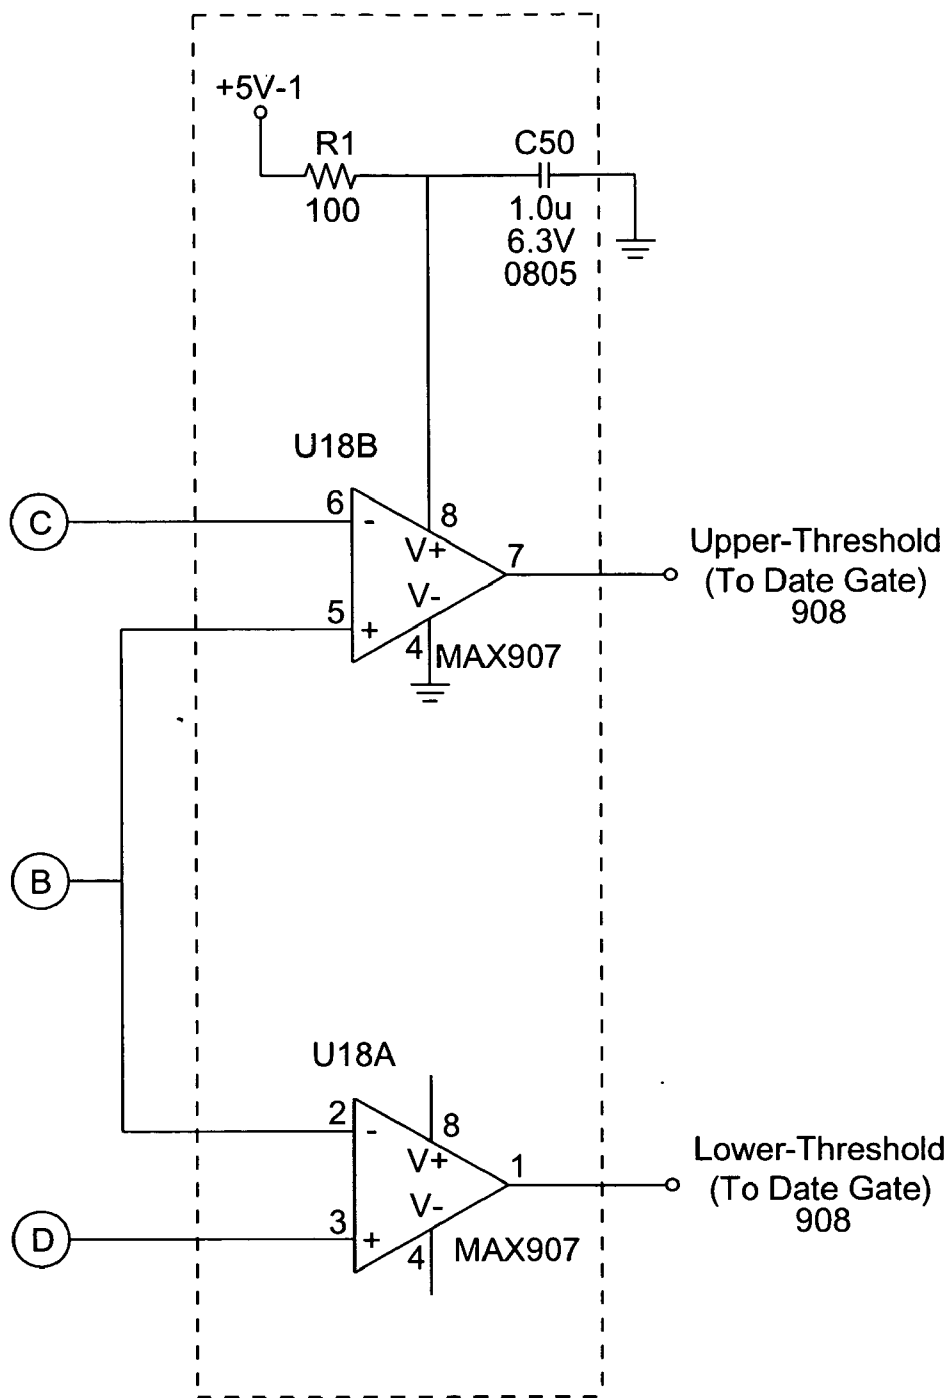 +5V-1
R1
100
C50
1.0u
6.3V
0805
U18B
C
6
-
8
V+
7
V-
5
+
4
MAX907
Upper-Threshold
(To Date Gate)
908
B
U18A
2
-
8
V+
1
V-
3
+
4
MAX907
D
Lower-Threshold
(To Date Gate)
908